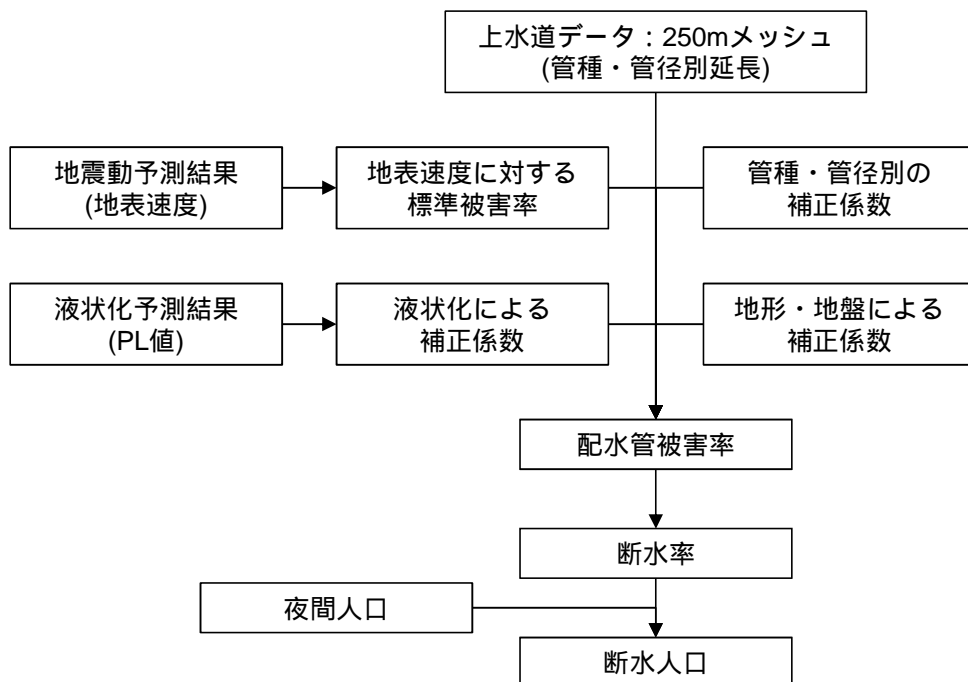 上水道データ：250mメッシュ
(管種・管径別延長)
地震動予測結果
(地表速度)
地表速度に対する
標準被害率
管種・管径別の
補正係数
液状化予測結果
(PL値)
液状化による
補正係数
地形・地盤による
補正係数
配水管被害率
断水率
夜間人口
断水人口